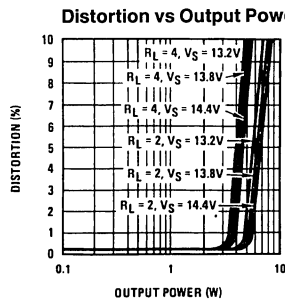 Distortion vs Output Pow
10
9
8
7
6
5
4
3
2
1
0
DISTORTION (%)
RL = 4, VS = 13.2V
RL = 4, VS = 13.8V
RL = 4, VS = 14.4V
RL = 2, VS = 13.2V
RL = 2, VS = 13.8V
RL = 2, VS = 14.4V
0.1
1
10
OUTPUT POWER (W)